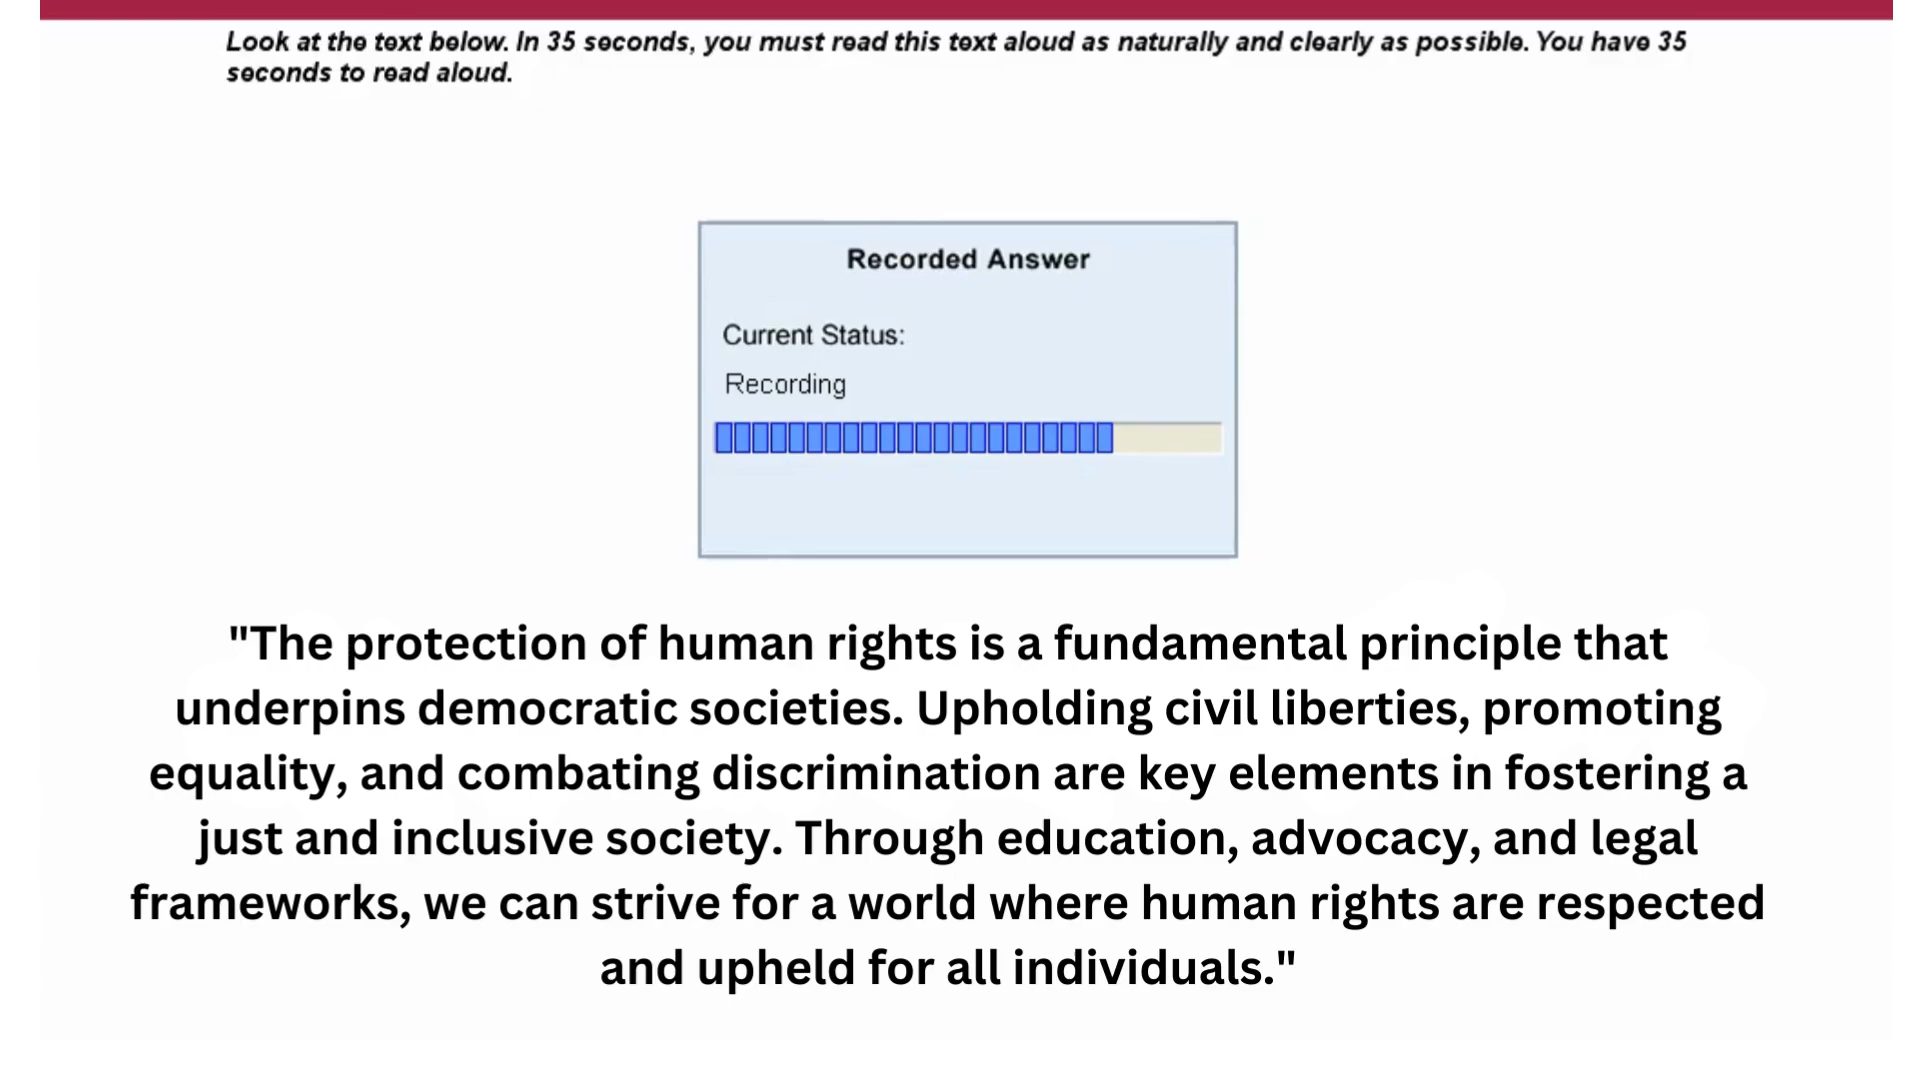 Look at the text below. In 35 seconds, you must read this text aloud as naturally and clearly as possible. You have 35
seconds to read aloud.
Recorded Answer
Current Status:
Recording
"The protection of human rights is a fundamental principle that
underpins democratic societies. Upholding civil liberties, promoting
equality, and combating discrimination are key elements in fostering a
just and inclusive society. Through education, advocacy, and legal
frameworks, we can strive for a world where human rights are respected
and upheld for all individuals."